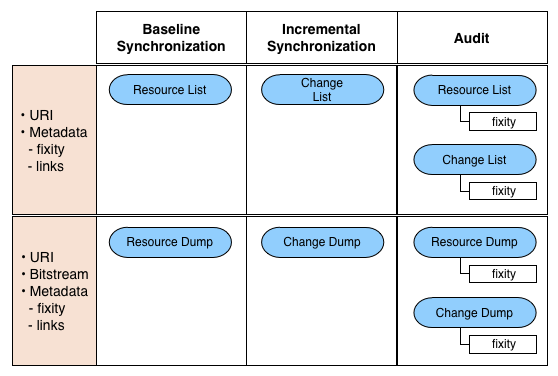 Baseline
Synchronization
Incremental
Synchronization
Audit
• URI
• Metadata
- fixity
- links
Resource List
Change
List
Resource List
fixity
Change List
fixity
• URI
• Bitstream
• Metadata
- fixity
- links
Resource Dump
Change Dump
Resource Dump
fixity
Change Dump
fixity